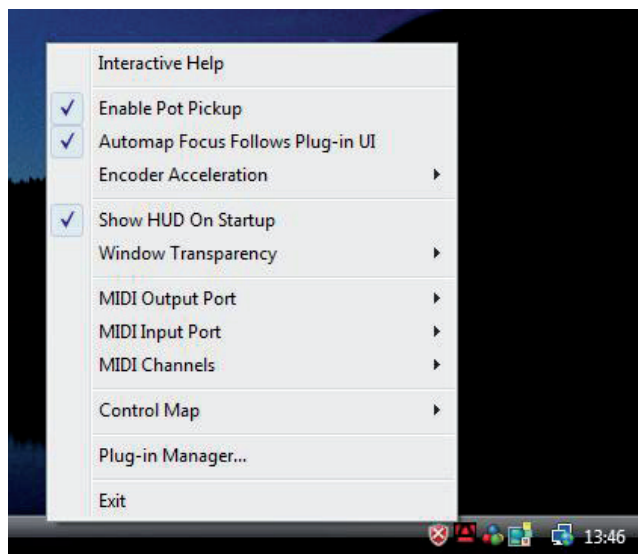 Interactive Help
Enable Pot Pickup
Automap Focus Follows Plug-in UI
Encoder Acceleration
Show HUD On Startup
Window Transparency
MIDI Output Port
MIDI Input Port
MIDI Channels
Control Map
Plug-in Manager...
Exit
13:46